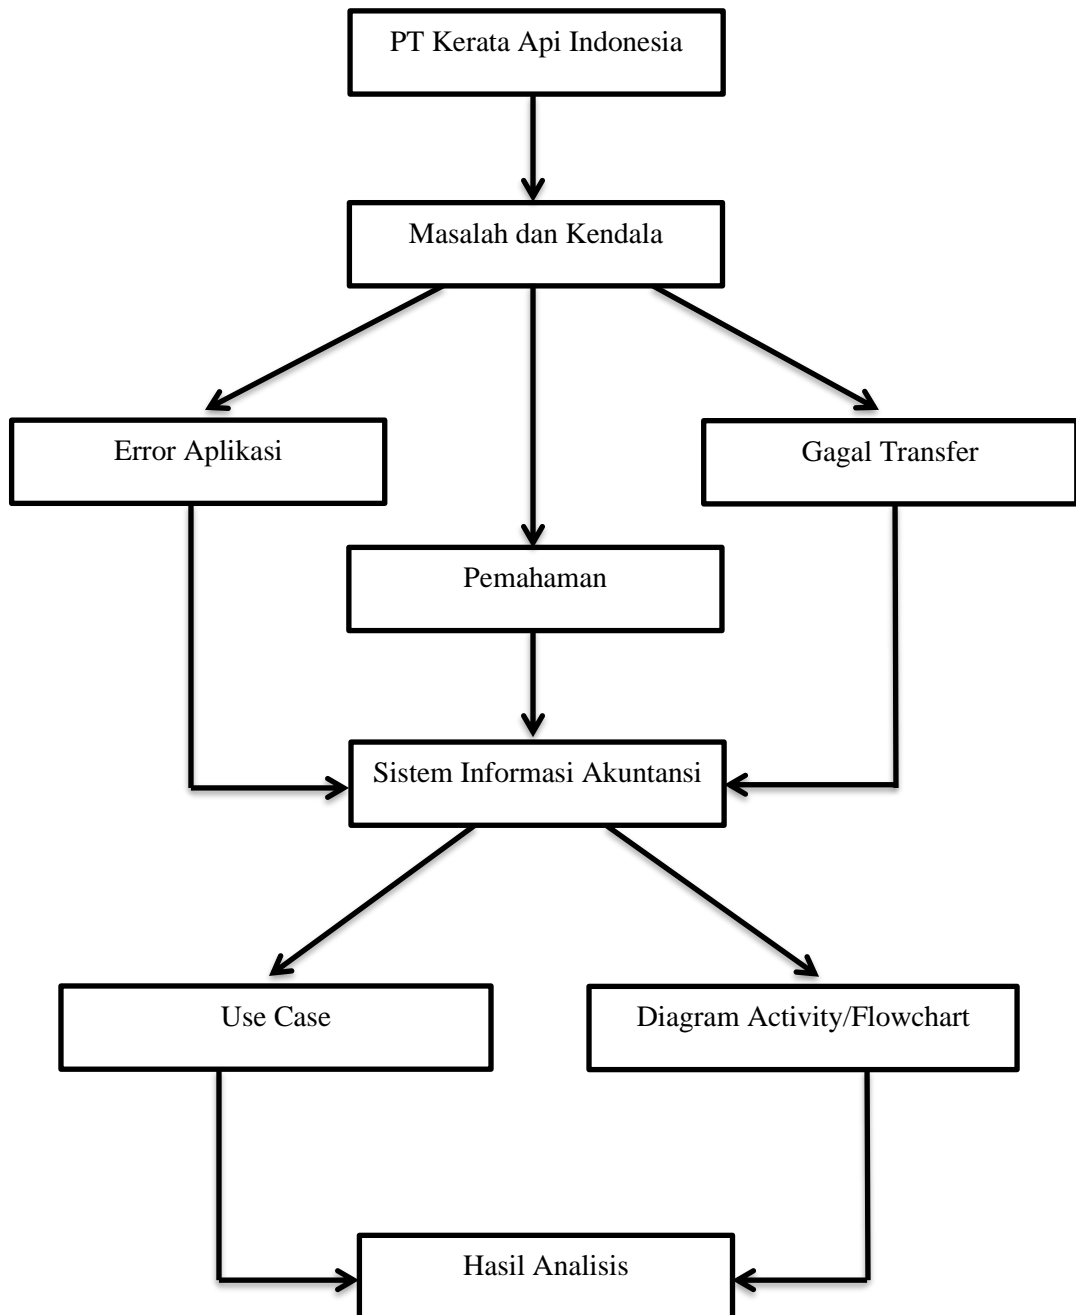 PT Kerata Api Indonesia
Masalah dan Kendala
Error Aplikasi
Gagal Transfer
Pemahaman
Sistem Informasi Akuntansi
Use Case
Diagram Activity/Flowchart
Hasil Analisis